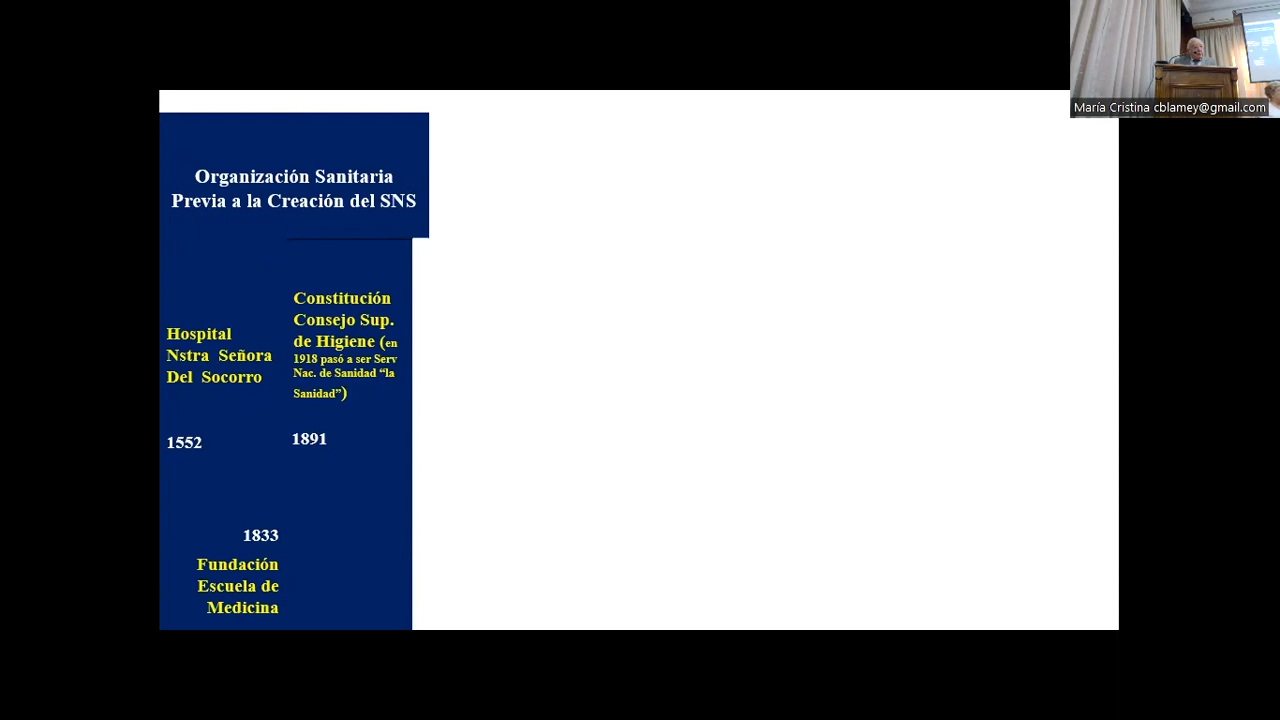 María Cristina cblamey@gmail.com
Organización Sanitaria
Previa a la Creación del SNS
Hospital
Nstra Señora
Del Socorro
1552
Constitución
Consejo Sup.
de Higiene (en
1918 pasó a ser Serv
Nac. de Sanidad “la
Sanidad”)
1891
1833
Fundación
Escuela de
Medicina